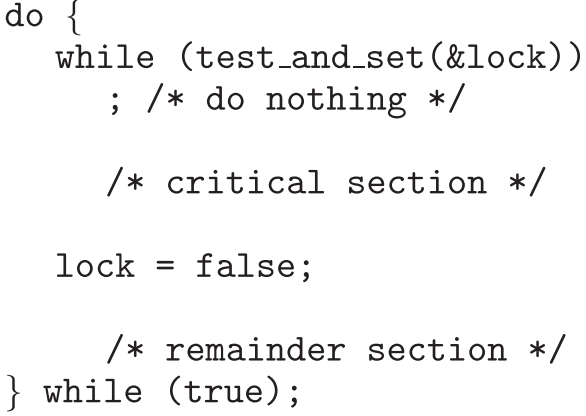 do {
while (test_and_set(&lock))
; /* do nothing */
/* critical section */
lock = false;
/* remainder section */
} while (true);